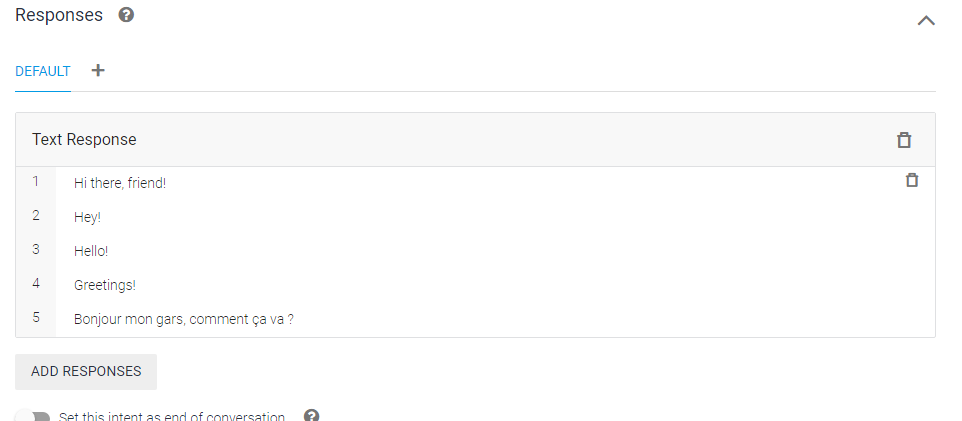 Responses ?
DEFAULT +
Text Response
1 Hi there, friend!
2 Hey!
3 Hello!
4 Greetings!
5 Bonjour mon gars, comment ça va ?
ADD RESPONSES
Set this intent as end of conversation ?